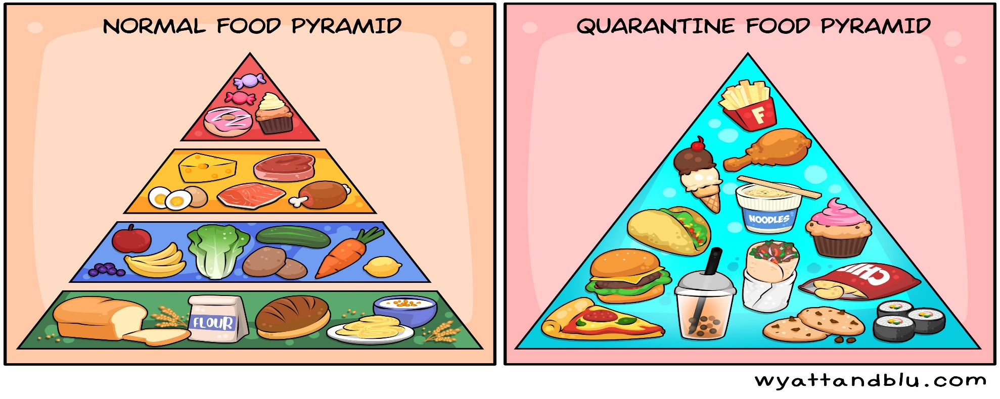 NORMAL FOOD PYRAMID
FLOUR
QUARANTINE FOOD PYRAMID
F
NOODLES
CHI
wyattandblu.com